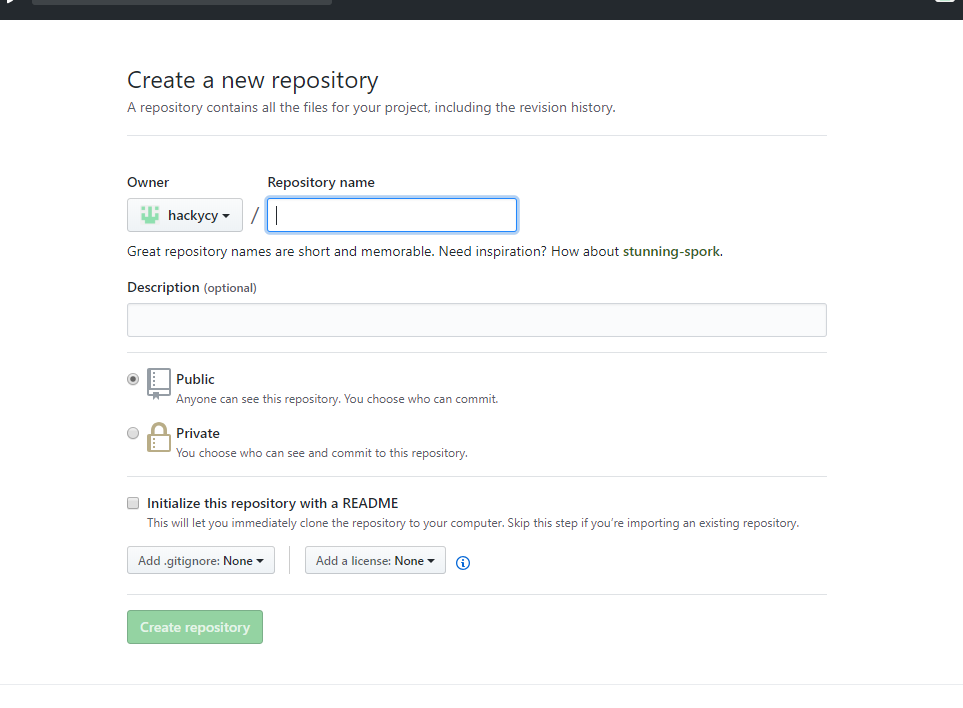 Create a new repository
A repository contains all the files for your project, including the revision history.
Owner Repository name
hackycy /
Great repository names are short and memorable. Need inspiration? How about stunning-spork.
Description (optional)
Public
Anyone can see this repository. You choose who can commit.
Private
You choose who can see and commit to this repository.
Initialize this repository with a README
This will let you immediately clone the repository to your computer. Skip this step if you’re importing an existing repository.
Add .gitignore: None Add a license: None
Create repository